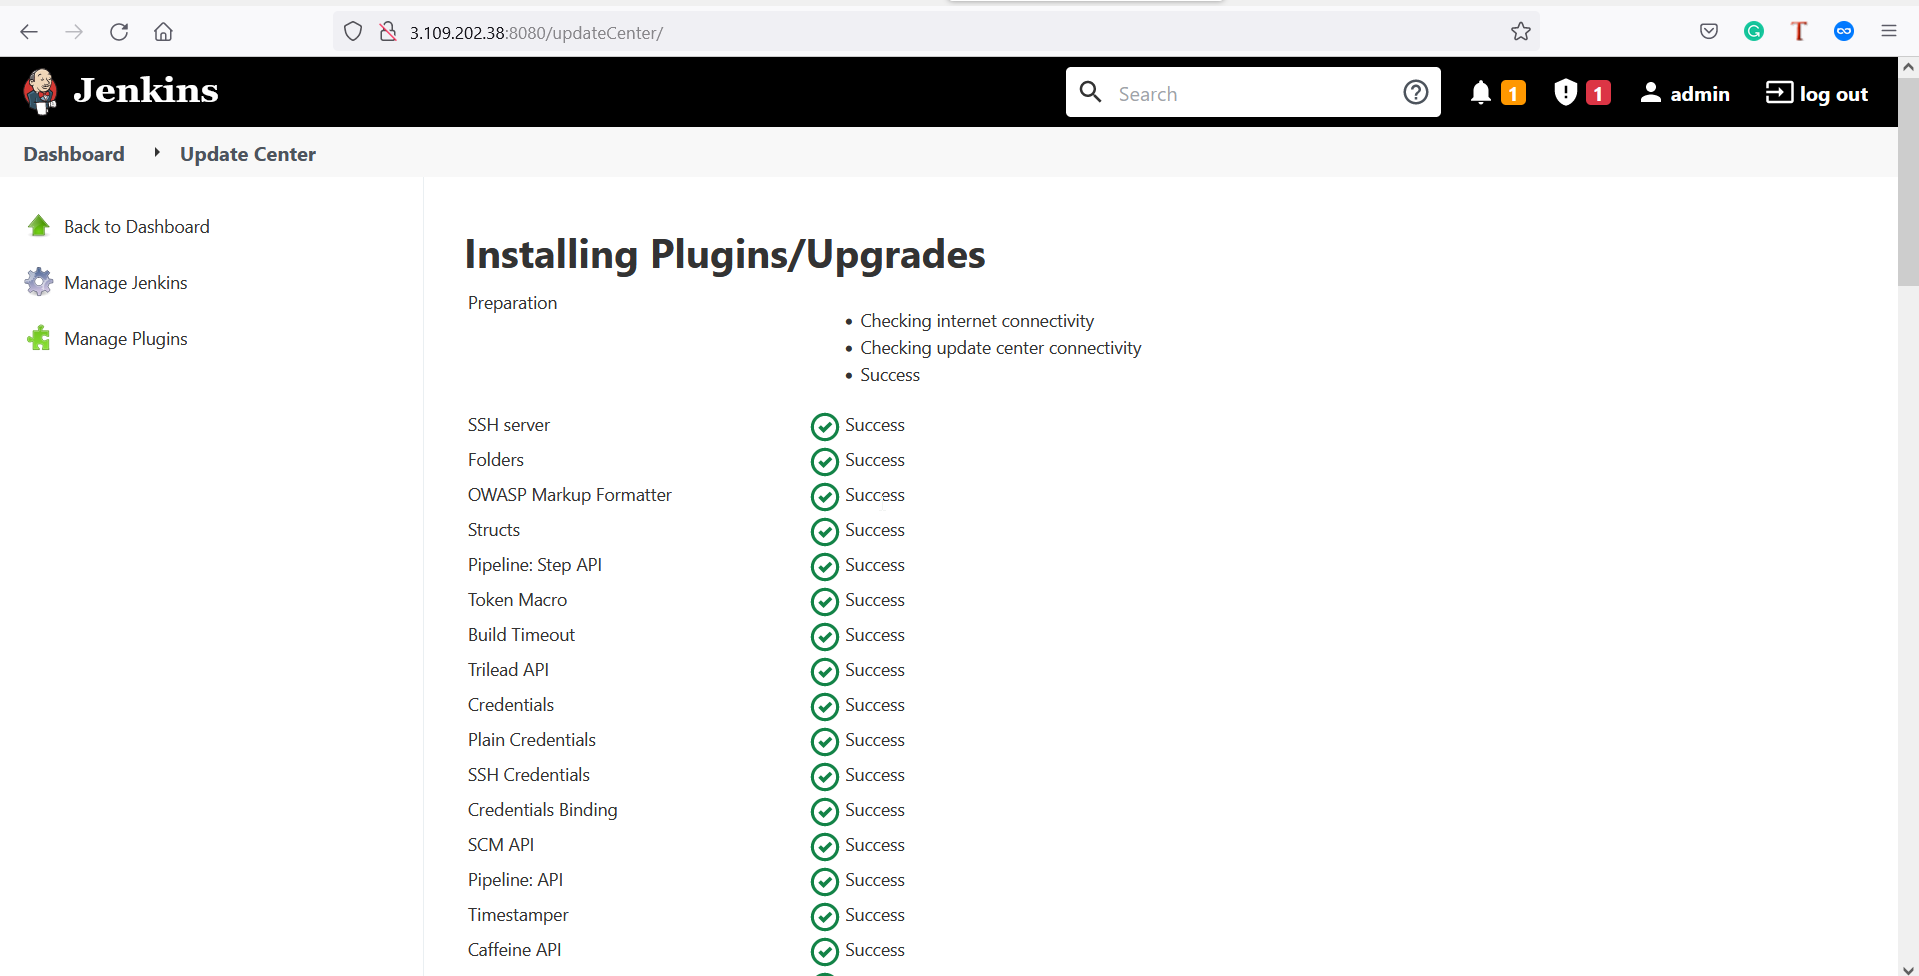 3.109.202.38:8080/updateCenter/
Jenkins
Search
1
1
admin
log out
Dashboard
Update Center
Back to Dashboard
Manage Jenkins
Manage Plugins
Installing Plugins/Upgrades
Preparation
Checking internet connectivity
Checking update center connectivity
Success
SSH server Success
Folders Success
OWASP Markup Formatter Success
Structs Success
Pipeline: Step API Success
Token Macro Success
Build Timeout Success
Trilead API Success
Credentials Success
Plain Credentials Success
SSH Credentials Success
Credentials Binding Success
SCM API Success
Pipeline: API Success
Timestamper Success
Caffeine API Success